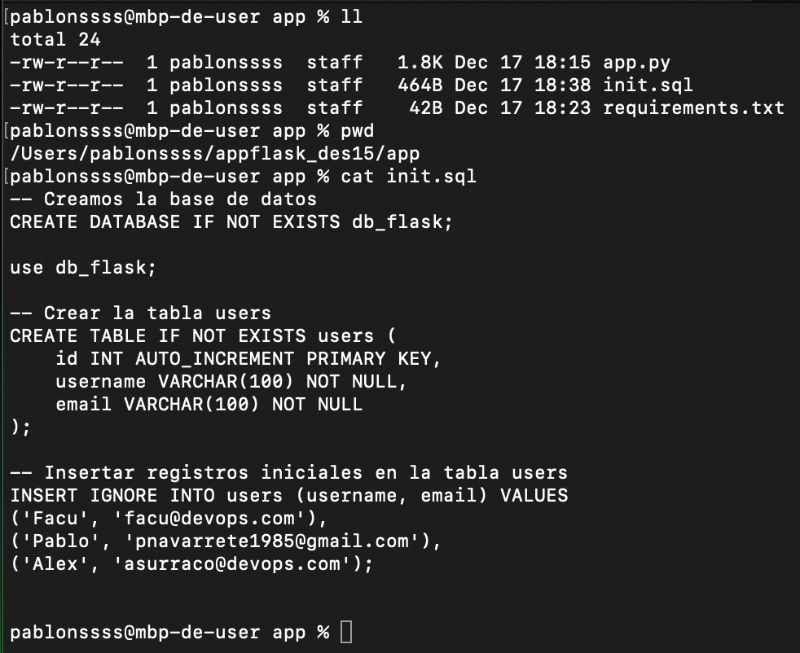 [pablonssss@mbp-de-user app % ll
total 24
-rw-r--r--  1 pablonssss  staff   1.8K Dec 17 18:15 app.py
-rw-r--r--  1 pablonssss  staff   464B Dec 17 18:38 init.sql
-rw-r--r--  1 pablonssss  staff    42B Dec 17 18:23 requirements.txt
[pablonssss@mbp-de-user app % pwd
/Users/pablonssss/appflask_des15/app
[pablonssss@mbp-de-user app % cat init.sql
-- Creamos la base de datos
CREATE DATABASE IF NOT EXISTS db_flask;

use db_flask;

-- Crear la tabla users
CREATE TABLE IF NOT EXISTS users (
    id INT AUTO_INCREMENT PRIMARY KEY,
    username VARCHAR(100) NOT NULL,
    email VARCHAR(100) NOT NULL
);

-- Insertar registros iniciales en la tabla users
INSERT IGNORE INTO users (username, email) VALUES
('Facu', 'facu@devops.com'),
('Pablo', 'pnavarrete1985@gmail.com'),
('Alex', 'asurraco@devops.com');

pablonssss@mbp-de-user app %